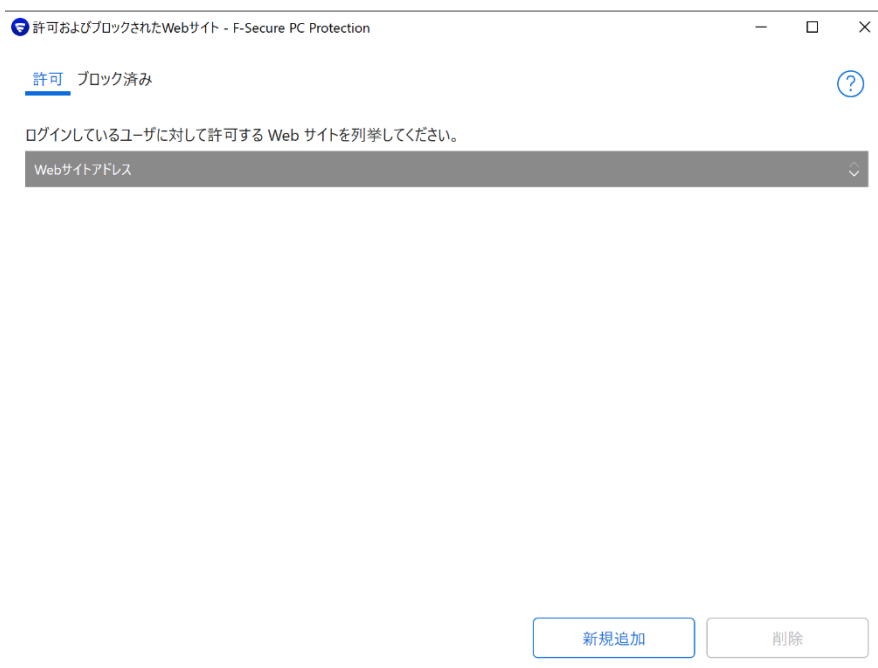 許可およびブロックされたWebサイト - F-Secure PC Protection
許可 ブロック済み
?
ログインしているユーザに対して許可する Web サイトを列挙してください。
Webサイトアドレス
新規追加 削除